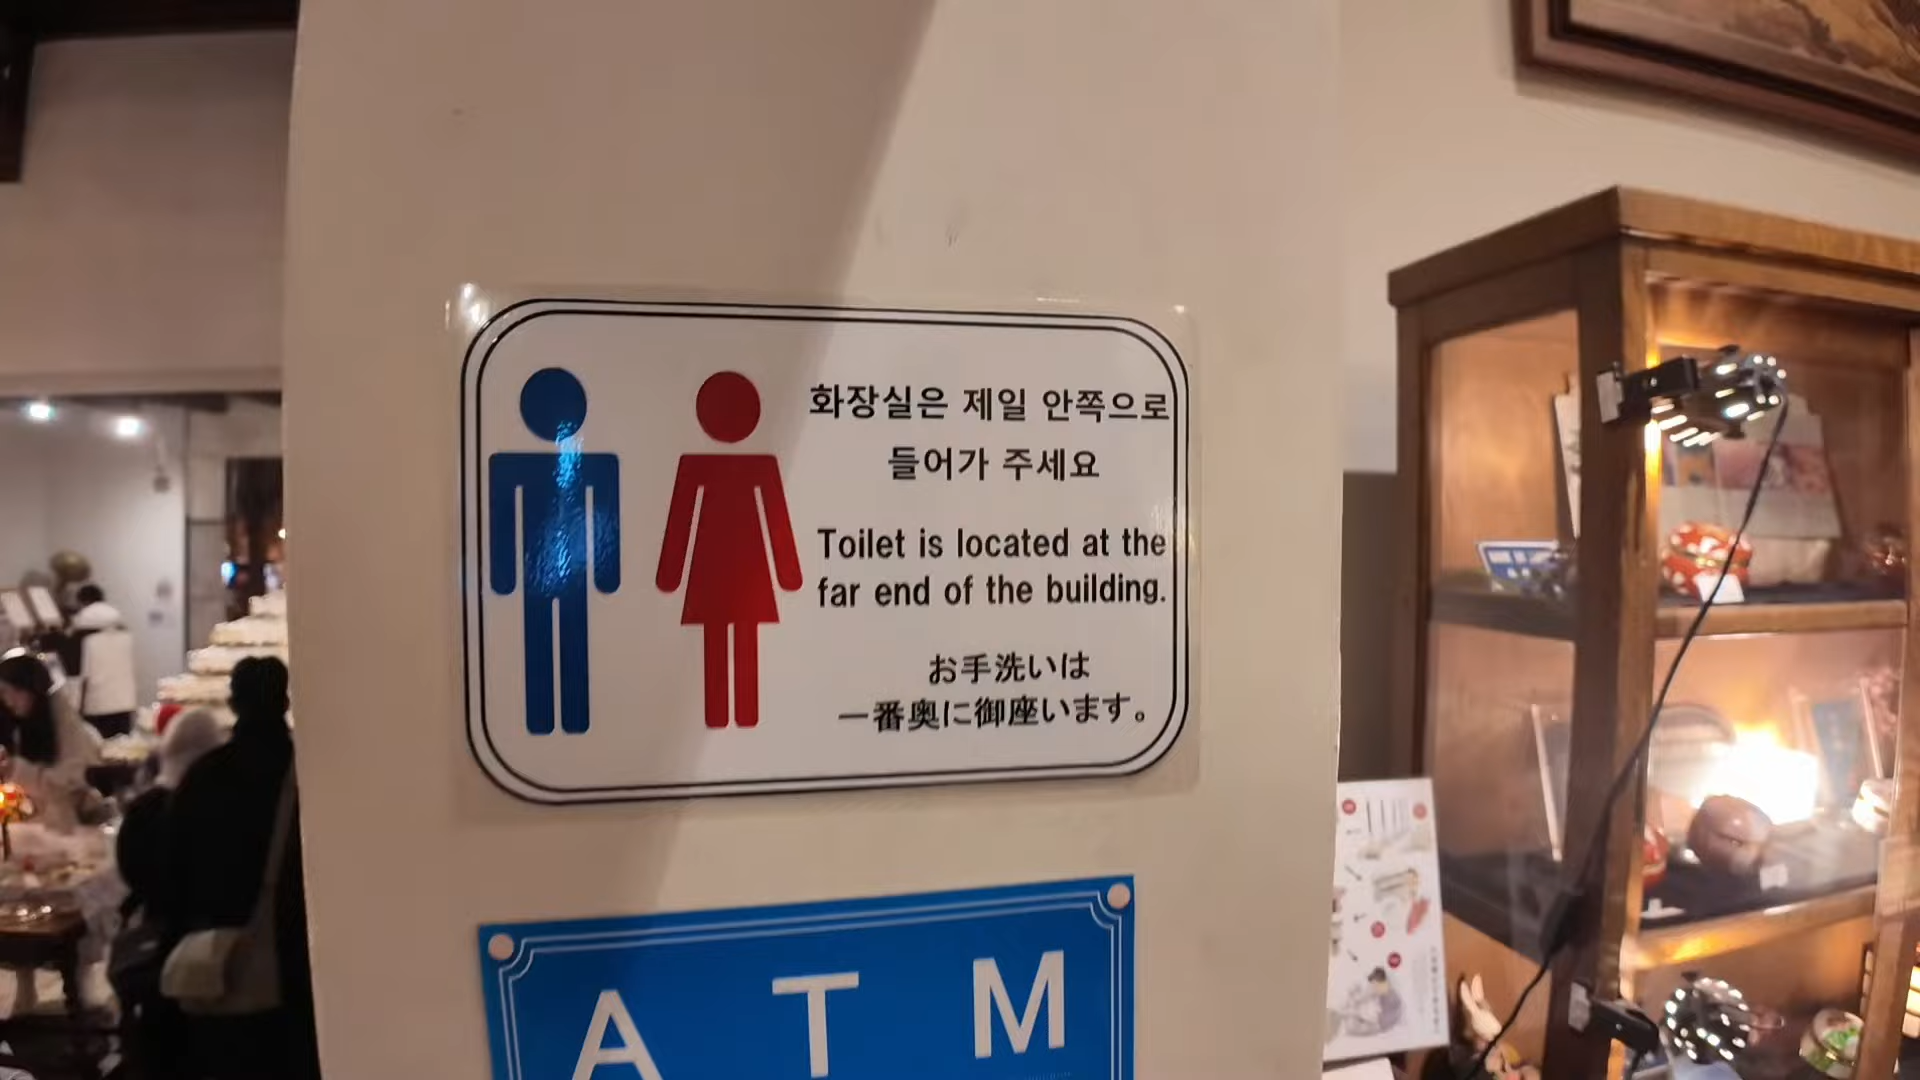 화장실은 제일 안쪽으로
들어가 주세요
Toilet is located at the
far end of the building.
お手洗いは
一番奥に御座います。
ATM